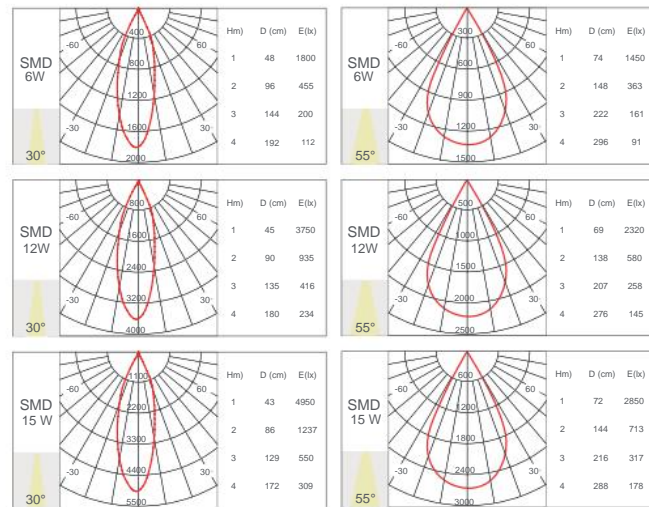 SMD
6W
30°
-60
-30
30
60
400
800
1200
1600
2000
Hm) D (cm) E(lx)
1 48 1800
2 96 455
3 144 200
4 192 112
SMD
6W
55°
-60
-30
30
60
300
600
900
1200
1500
Hm) D (cm) E(lx)
1 74 1450
2 148 363
3 222 161
4 296 91
SMD
12W
30°
-60
-30
30
60
800
1600
2400
3200
4000
Hm) D (cm) E(lx)
1 45 3750
2 90 935
3 135 416
4 180 234
SMD
12W
55°
-60
-30
30
60
500
1000
1500
2000
2500
Hm) D (cm) E(lx)
1 69 2320
2 138 580
3 207 258
4 276 145
SMD
15 W
30°
-60
-30
30
60
1100
2200
3300
4400
5500
Hm) D (cm) E(lx)
1 43 4950
2 86 1237
3 129 550
4 172 309
SMD
15 W
55°
-60
-30
30
60
600
1200
1800
2400
3000
Hm) D (cm) E(lx)
1 72 2850
2 144 713
3 216 317
4 288 178